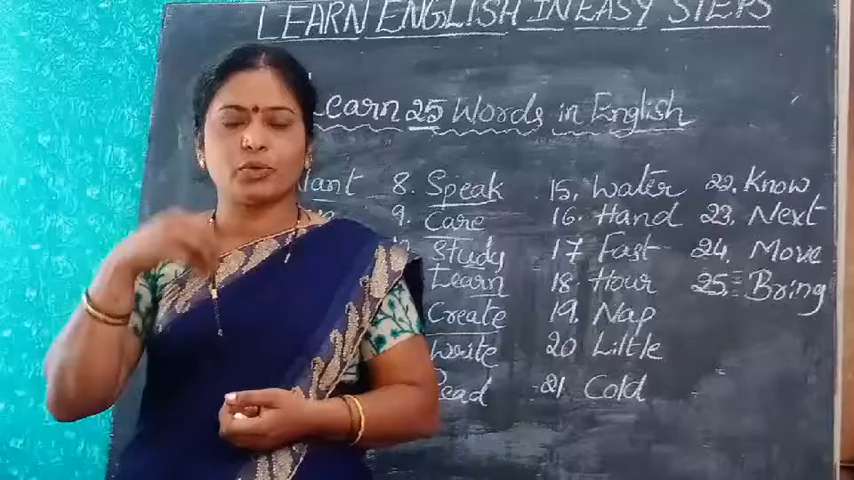 LEARN ENGLISH IN EASY STEPS
Learn 25 Words in English
8. Speak
9. Care
Study
Learn
Create
Write
15. Water
16. Hand
17 Fast
18. Hour
19. Nap
20. Little
21 Cold
22. Know
23. Next
24. Move
25. Bring